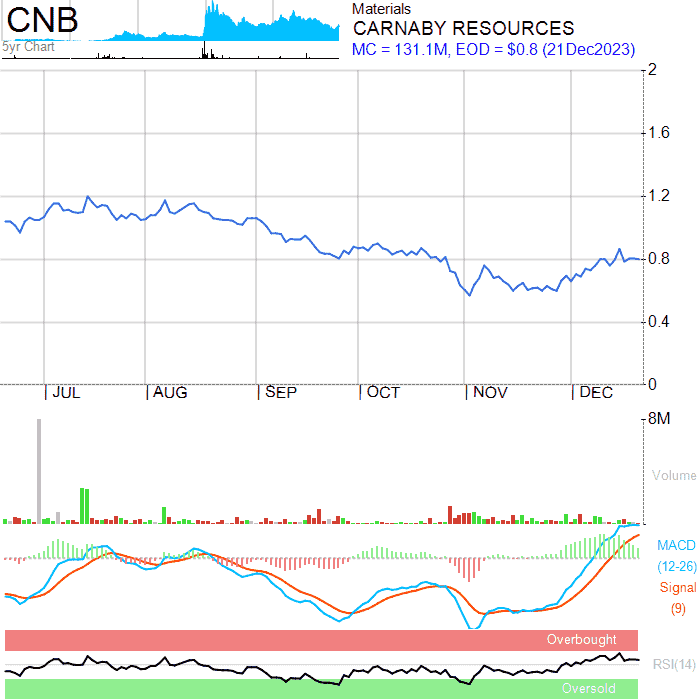 CNB
Materials
CARNABY RESOURCES
MC = 131.1M, EOD = $0.8 (21Dec2023)
5yr Chart
2
1.6
1.2
0.8
0.4
0
JUL AUG SEP OCT NOV DEC
8M
Volume
MACD
(12-26)
Signal
(9)
Overbought
RSI(14)
Oversold